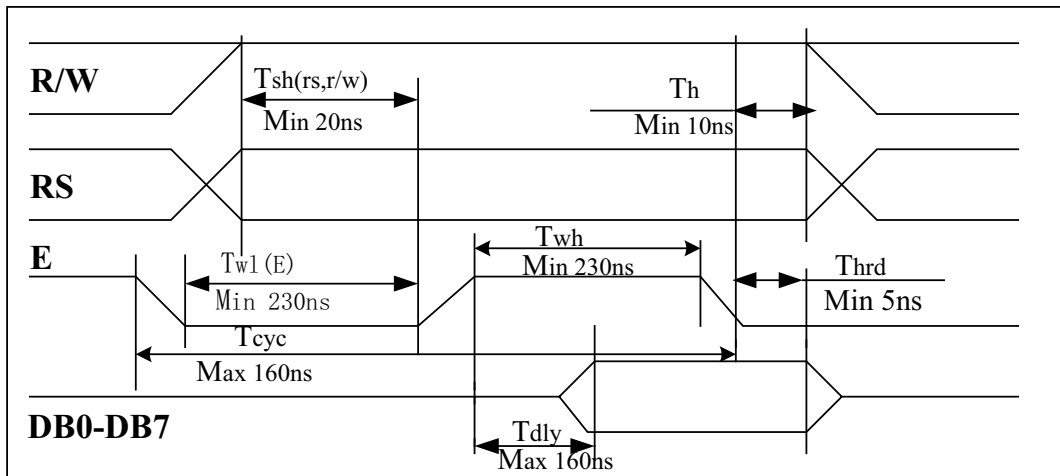 R/W
Tsh(rs,r/w)
Min 20ns
Th
Min 10ns
RS
E
Twl(E)
Min 230ns
Twh
Min 230ns
Thrd
Min 5ns
Tcyc
Max 160ns
DB0-DB7
Tdly
Max 160ns